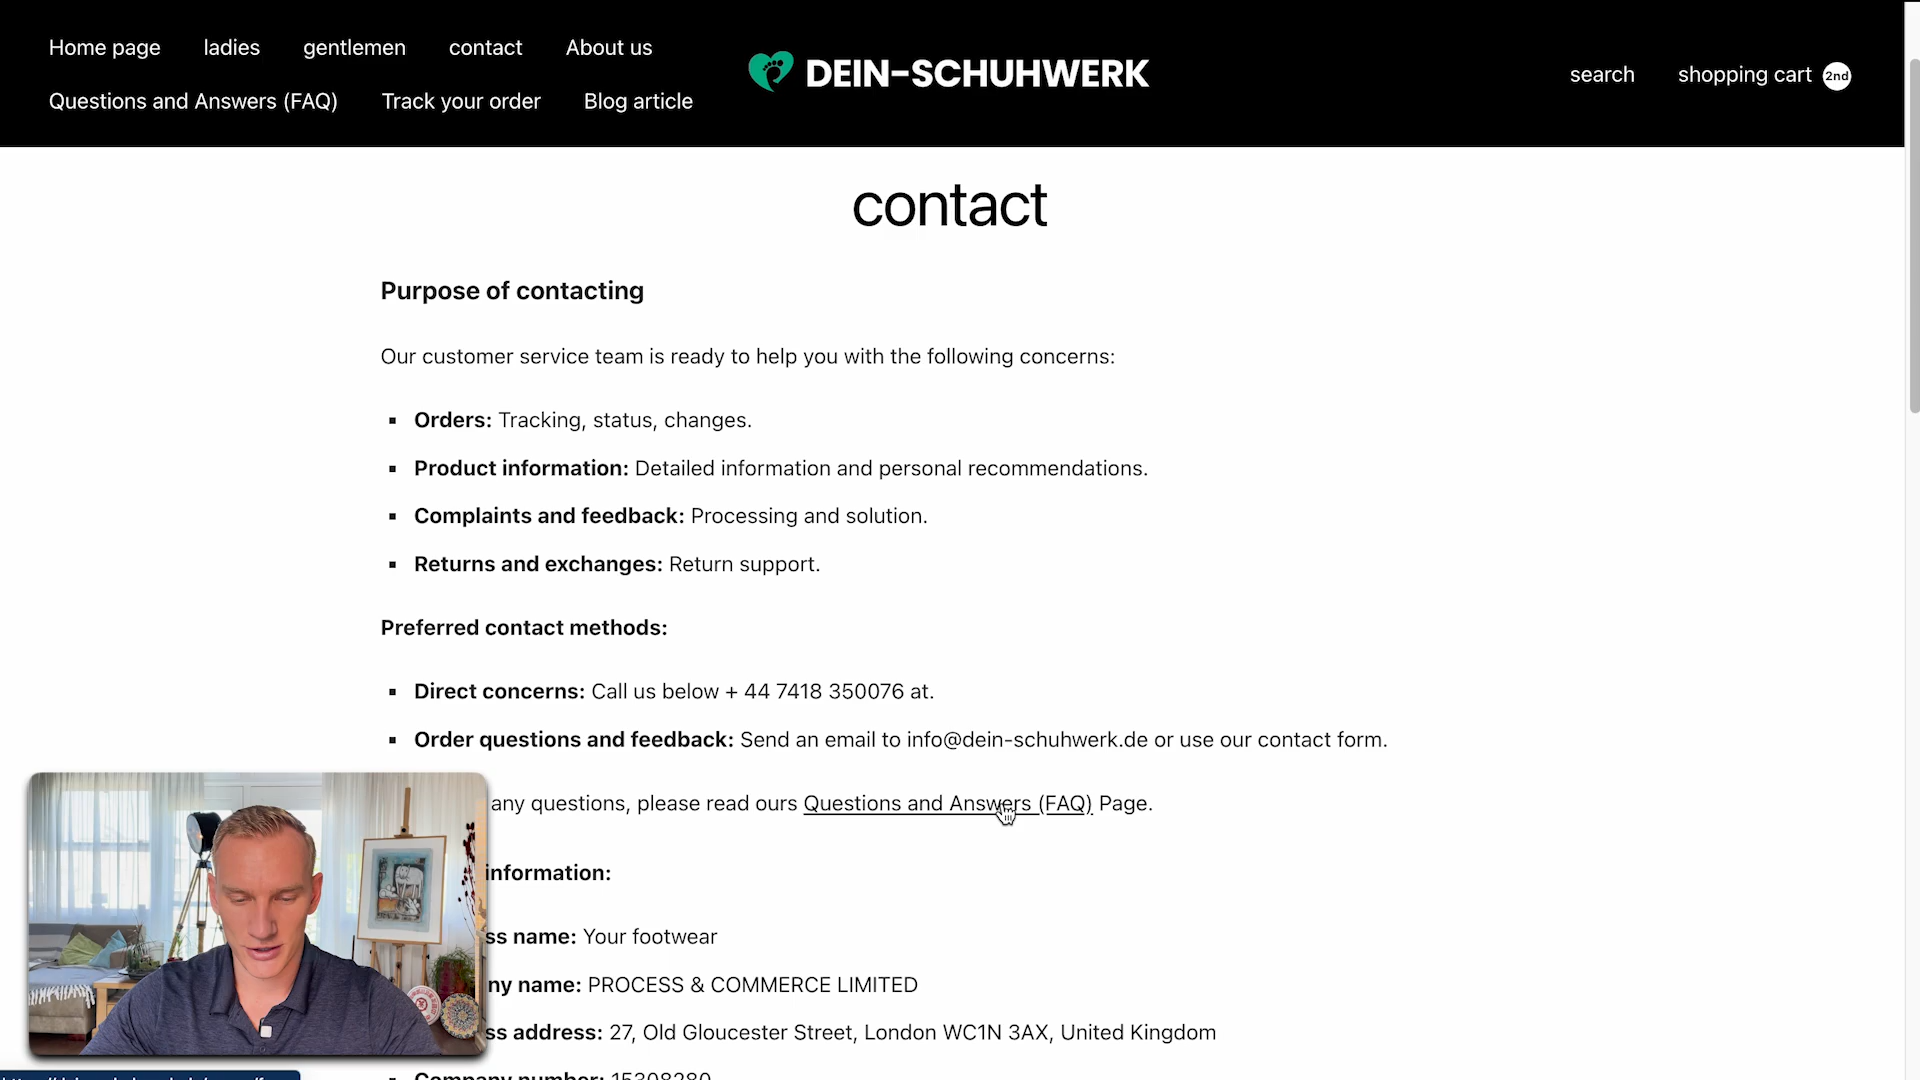 Home page ladies gentlemen contact About us
Questions and Answers (FAQ) Track your order Blog article
DEIN-SCHUHWERK
search shopping cart 2nd
contact
Purpose of contacting
Our customer service team is ready to help you with the following concerns:
▪ Orders: Tracking, status, changes.
▪ Product information: Detailed information and personal recommendations.
▪ Complaints and feedback: Processing and solution.
▪ Returns and exchanges: Return support.
Preferred contact methods:
▪ Direct concerns: Call us below + 44 7418 350076 at.
▪ Order questions and feedback: Send an email to info@dein-schuhwerk.de or use our contact form.
any questions, please read ours Questions and Answers (FAQ) Page.
information:
ss name: Your footwear
ny name: PROCESS & COMMERCE LIMITED
ss address: 27, Old Gloucester Street, London WC1N 3AX, United Kingdom
Company number: 15308280